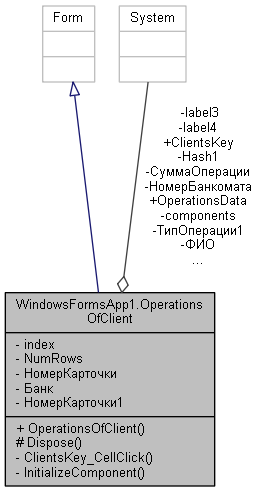 Form
System
-label3
-label4
+ClientsKey
-Hash1
-СуммаОперации
-НомерБанкомата
+OperationsData
-components
-ТипОперации1
-ФИО
...
WindowsFormsApp1.Operations
OfClient
- index
- NumRows
- НомерКарточки
- Банк
- НомерКарточки1
+ OperationsOfClient()
# Dispose()
- ClientsKey_CellClick()
- InitializeComponent()